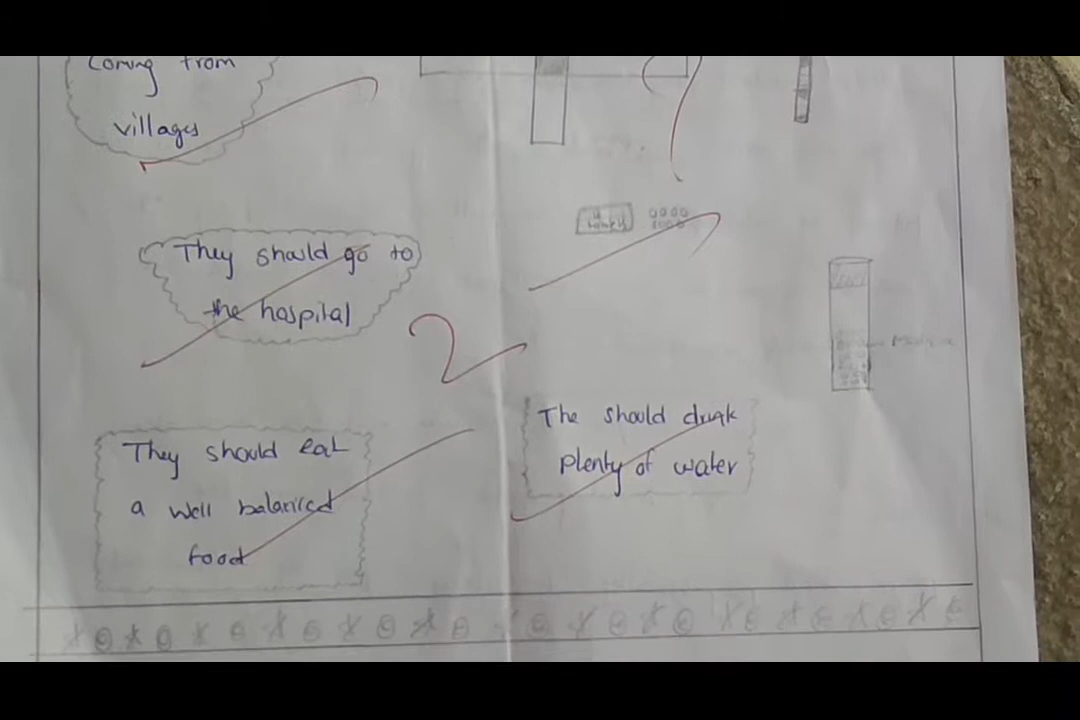 Coming from
villages
They should go to
the hospital
2
They should eat
a well balanced
food
The should drink
plenty of water